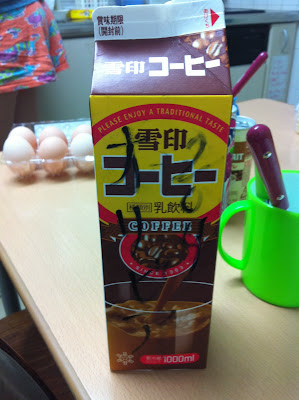 賞味期限
(開封前)
雪印コーヒー
PLEASE ENJOY A TRADITIONAL TASTE
雪印
コーヒー
乳飲料
COFFEE
1000ml